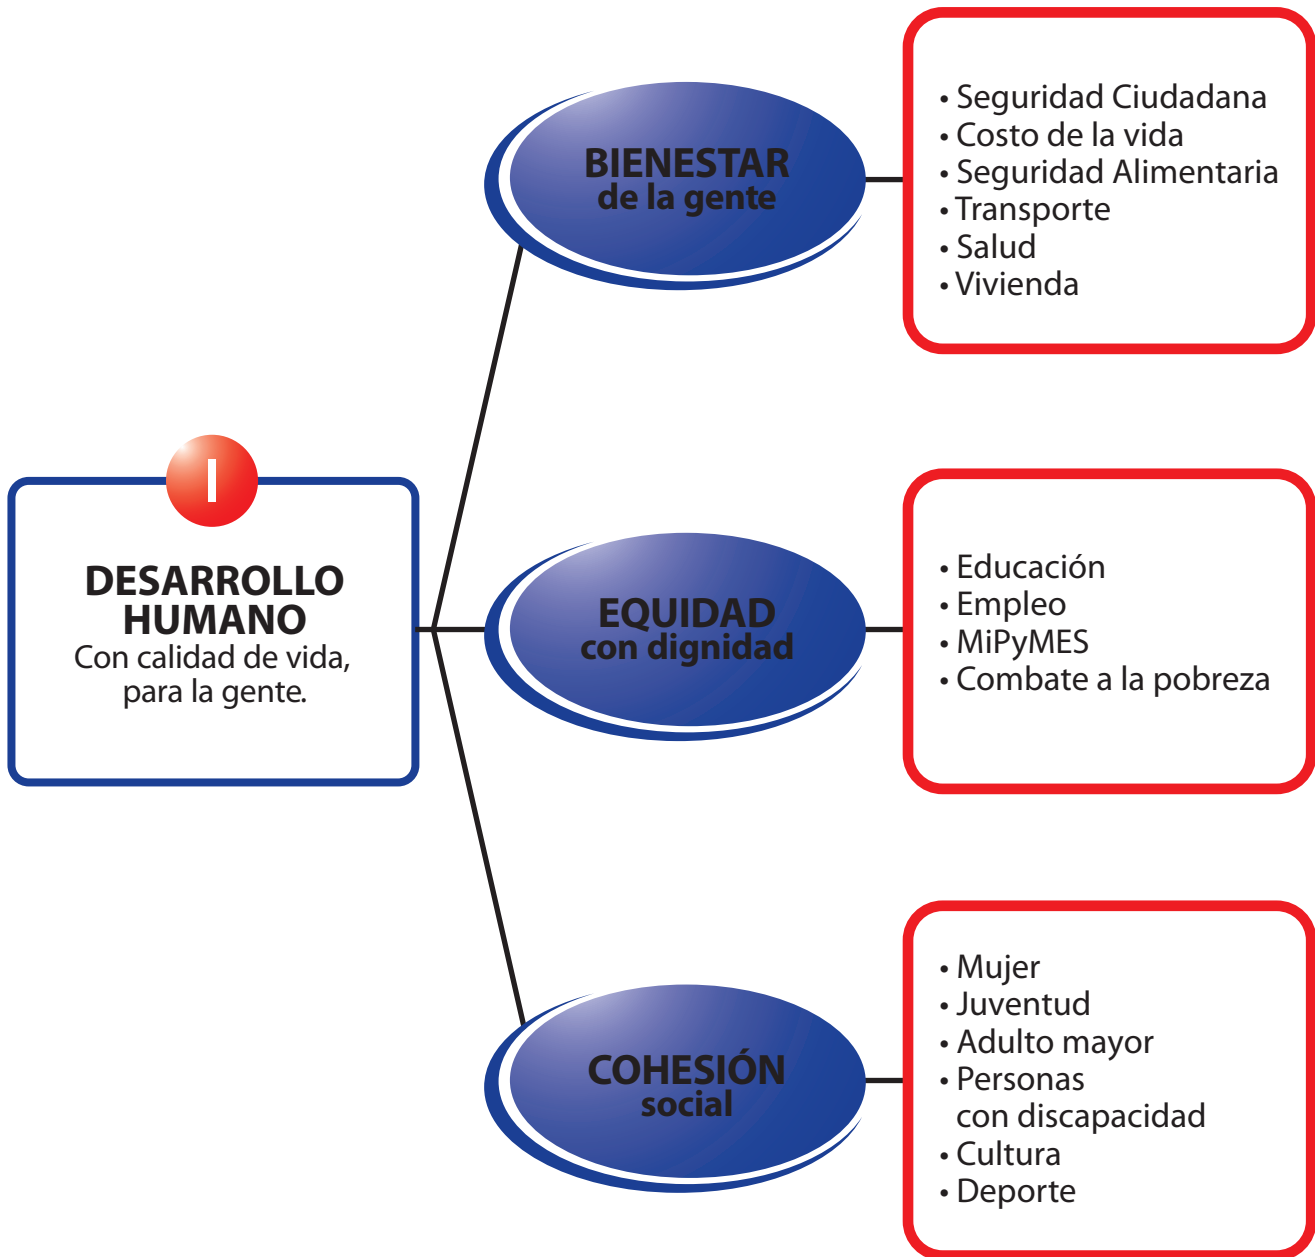 I
DESARROLLO
HUMANO
Con calidad de vida,
para la gente.
BIENESTAR
de la gente
• Seguridad Ciudadana
• Costo de la vida
• Seguridad Alimentaria
• Transporte
• Salud
• Vivienda
EQUIDAD
con dignidad
• Educación
• Empleo
• MiPyMES
• Combate a la pobreza
COHESIÓN
social
• Mujer
• Juventud
• Adulto mayor
• Personas
con discapacidad
• Cultura
• Deporte